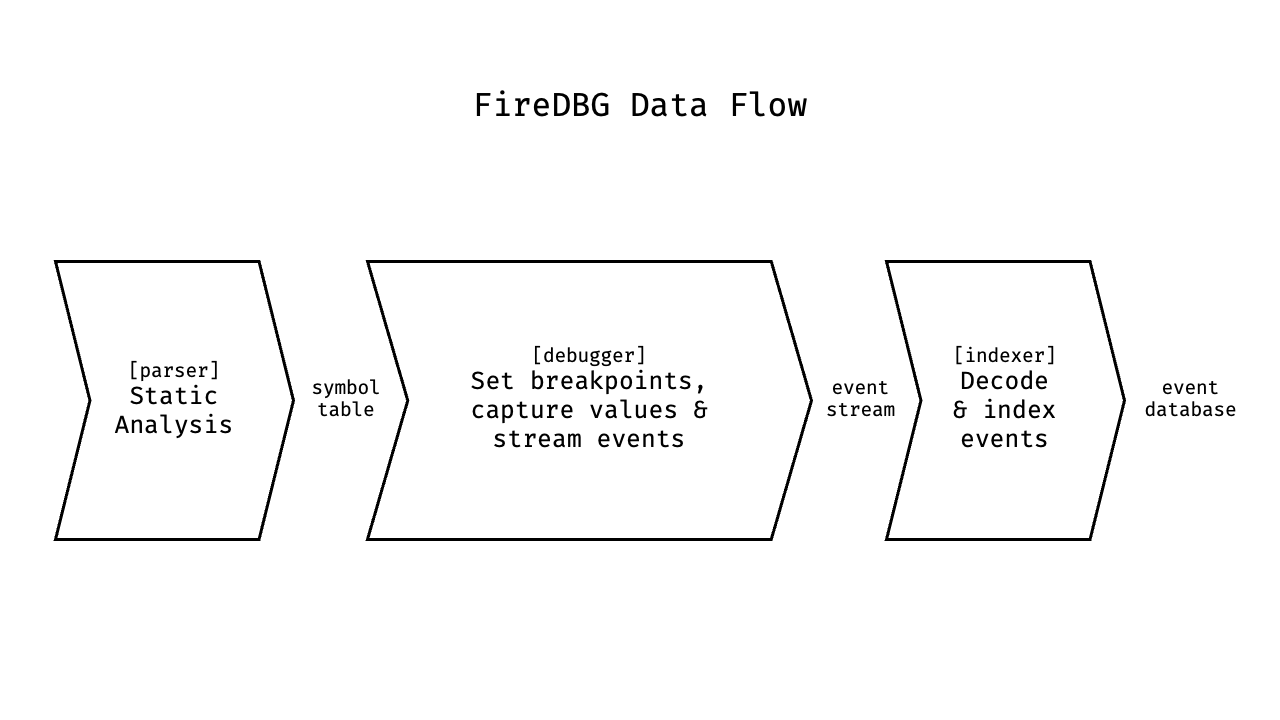 FireDBG Data Flow
[parser]
Static
Analysis
symbol
table
[debugger]
Set breakpoints,
capture values &
stream events
event
stream
[indexer]
Decode
& index
events
event
database